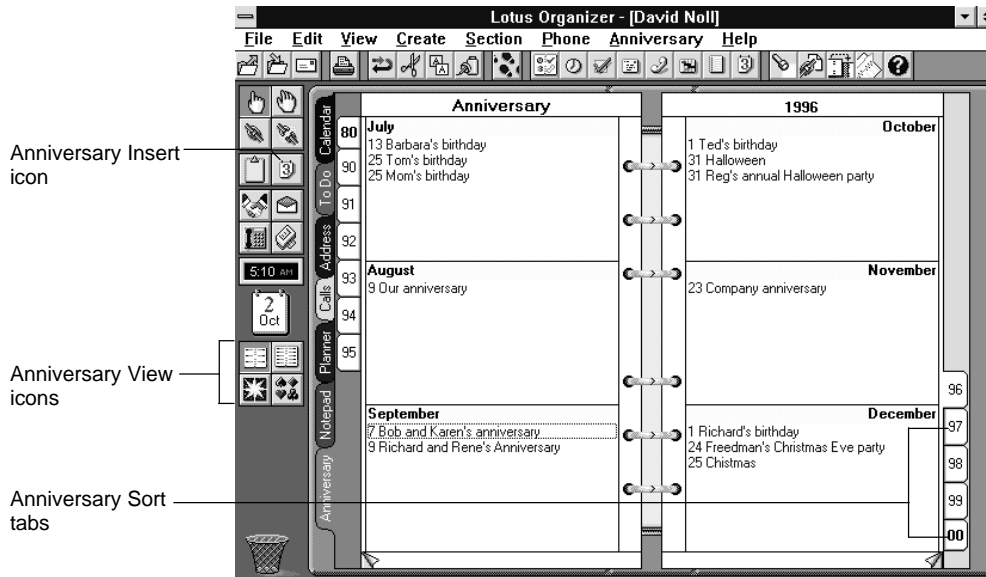 Lotus Organizer - [David Noll]
File Edit View Create Section Phone Anniversary Help
Anniversary Insert
icon
Anniversary View
icons
Anniversary Sort
tabs
3
3
5:10 AM
2
Oct
Calendar
To Do
Address
Calls
Planner
Notepad
Anniversary
80
90
91
92
93
94
95
Anniversary
July
13 Barbara's birthday
25 Tom's birthday
25 Mom's birthday
August
9 Our anniversary
September
7 Bob and Karen's anniversary
9 Richard and Rene's Anniversary
1996
October
1 Ted's birthday
31 Halloween
31 Reg's annual Halloween party
November
23 Company anniversary
December
1 Richard's birthday
24 Freedman's Christmas Eve party
25 Chistmas
96
97
98
99
00